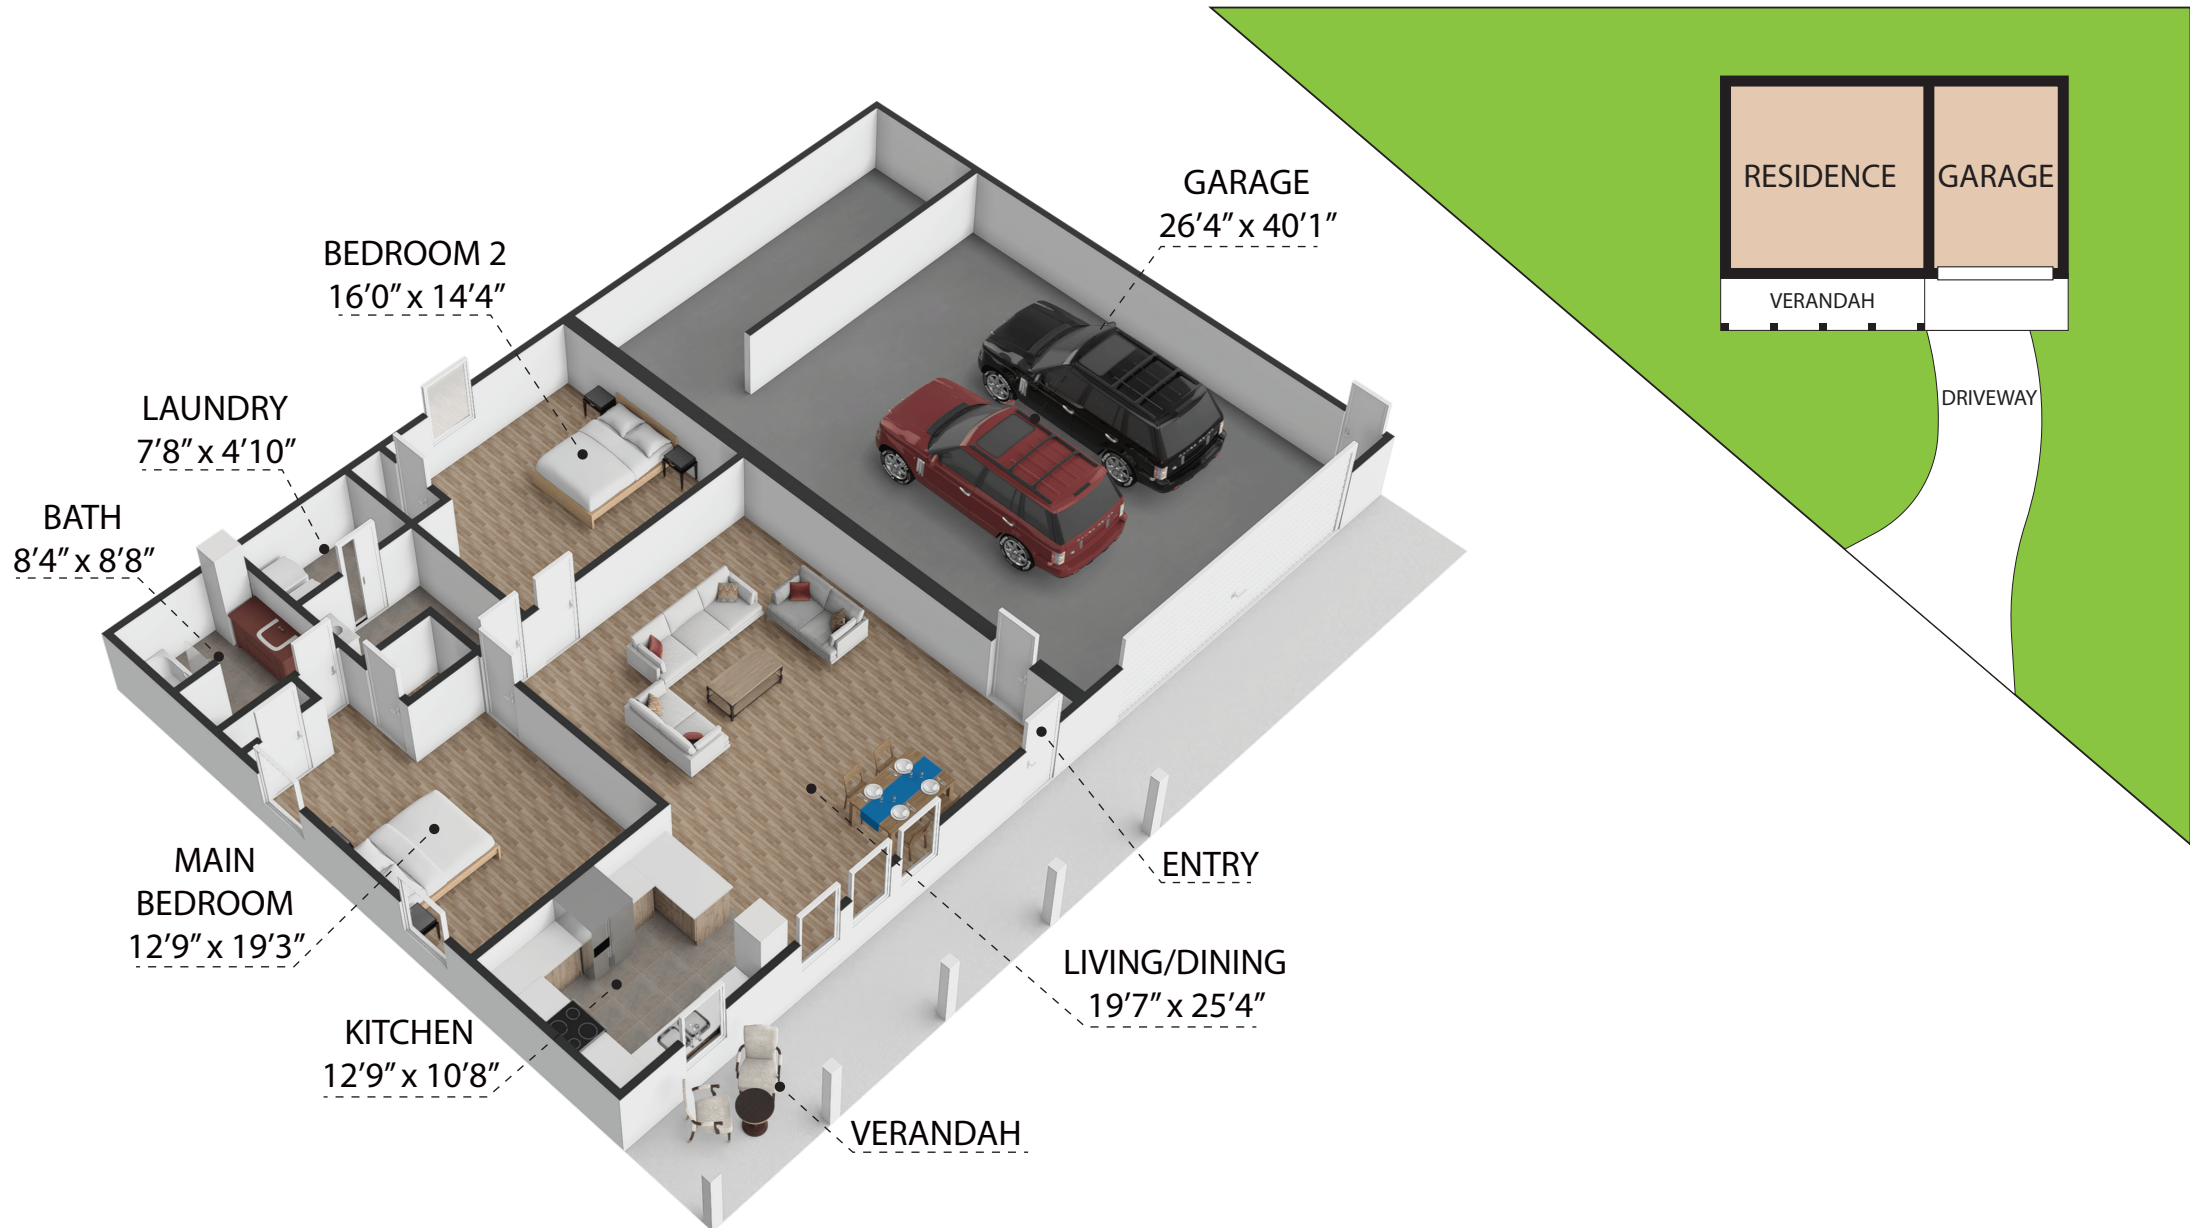 GARAGE
26’4” x 40’1”
BEDROOM 2
16’0” x 14’4”
LAUNDRY
7’8” x 4’10”
BATH
8’4” x 8’8”
MAIN
BEDROOM
12’9” x 19’3”
KITCHEN
12’9” x 10’8”
VERANDAH
LIVING/DINING
19’7” x 25’4”
ENTRY
RESIDENCE
GARAGE
VERANDAH
DRIVEWAY